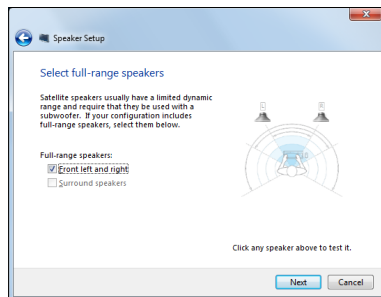 Speaker Setup
Select full-range speakers
Satellite speakers usually have a limited dynamic
range and require that they be used with a
subwoofer. If your configuration includes
full-range speakers, select them below.
L R
Full-range speakers:
Front left and right
Surround speakers
Click any speaker above to test it.
Next Cancel